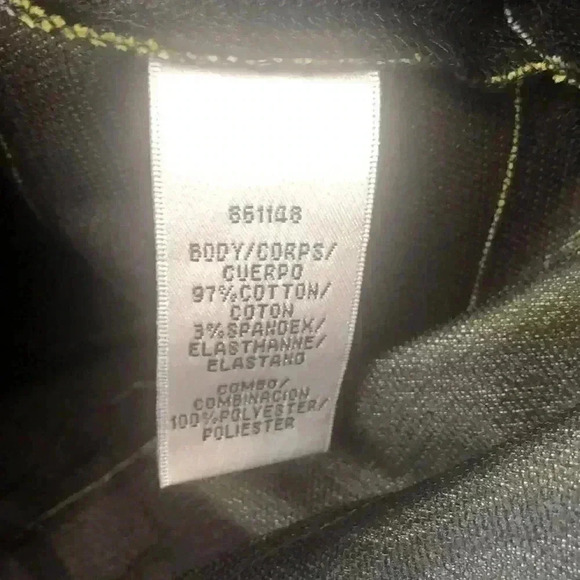 861148
BODY/CORPS/
CUERPO
97%COTTON/
COTON
3%SPANDEX/
ELASTHANNE/
ELASTANO
COMBO/
COMBINACION
100%POLYESTER/
POLIESTER